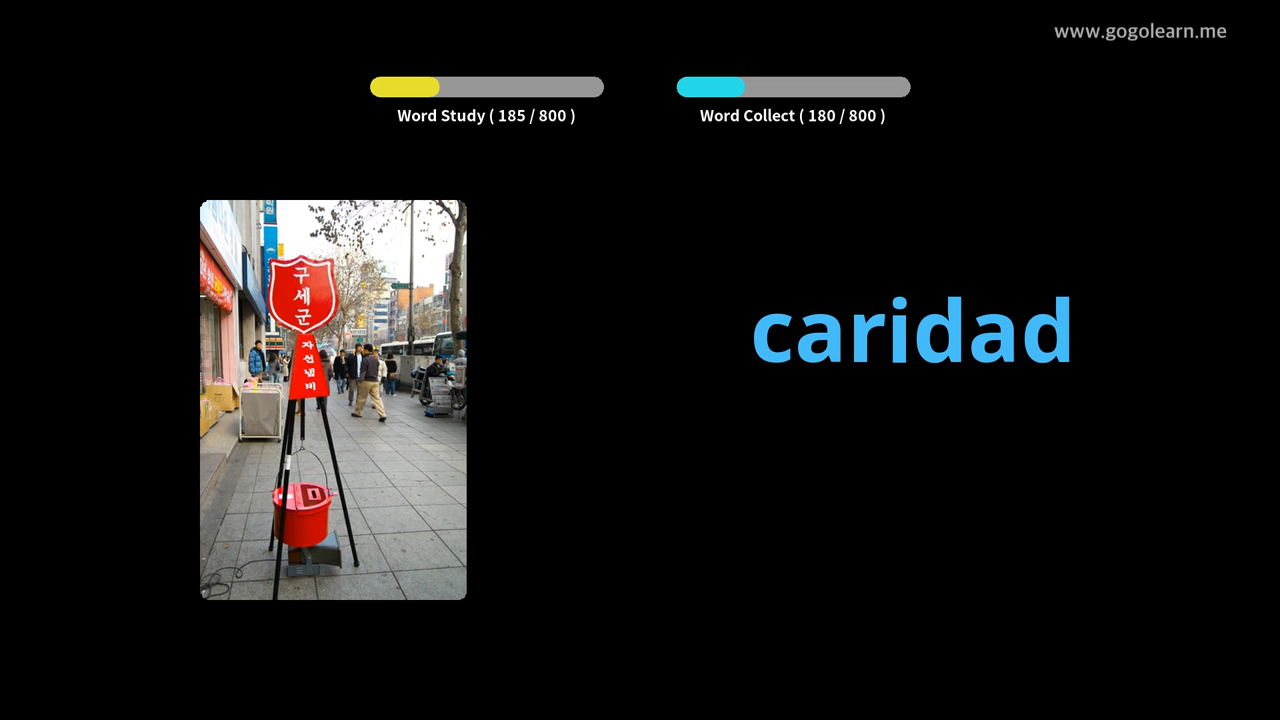 www.gogolearn.me
Word Study ( 185 / 800 )
Word Collect ( 180 / 800 )
구
세
군
자
선
냄
비
caridad